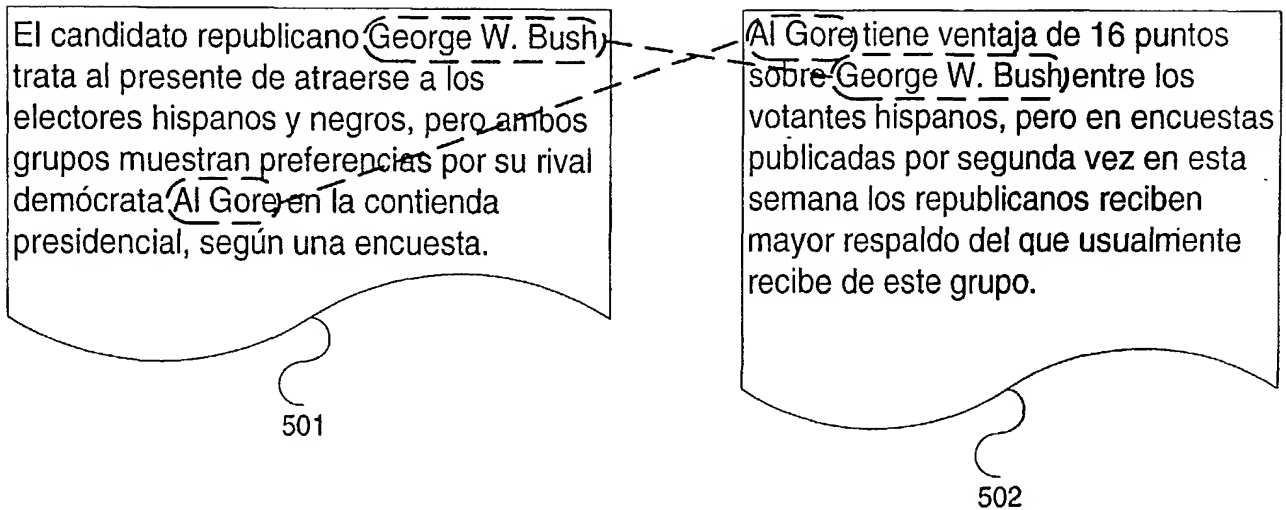 El candidato republicano George W. Bush
trata al presente de atraerse a los
electores hispanos y negros, pero ambos
grupos muestran preferencias por su rival
demócrata Al Gore en la contienda
presidencial, según una encuesta.
501
Al Gore tiene ventaja de 16 puntos
sobre George W. Bush entre los
votantes hispanos, pero en encuestas
publicadas por segunda vez en esta
semana los republicanos reciben
mayor respaldo del que usualmente
recibe de este grupo.
502